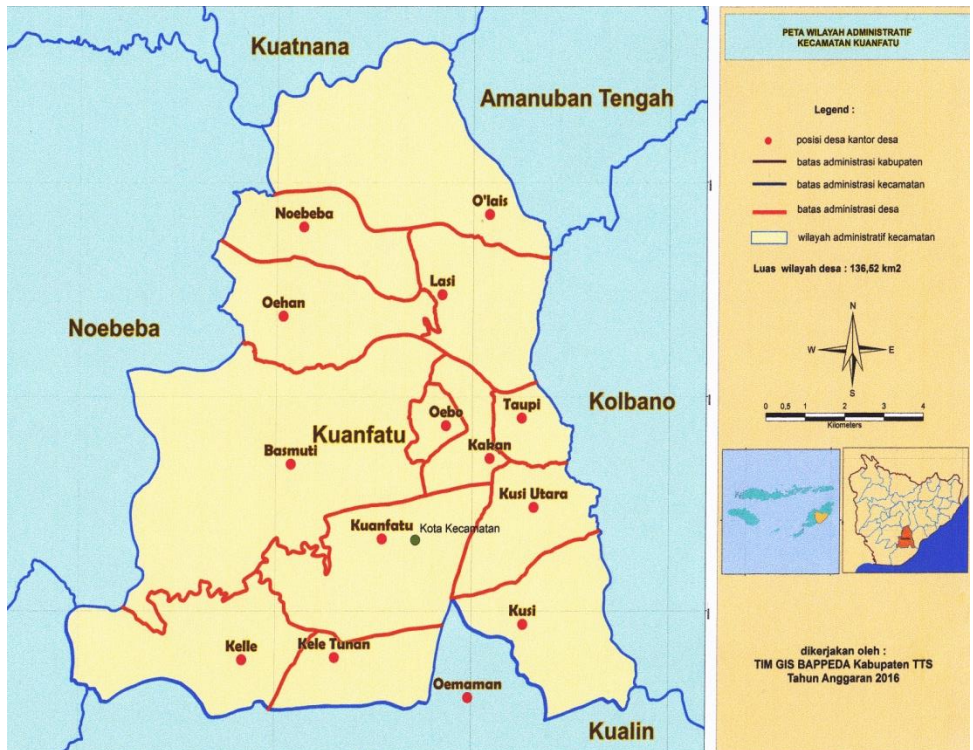 Kuatnana
Amanuban Tengah
O'lais
Noebeba
Lasi
Oehan
Noebeba
Kolbano
Taupi
Oebo
Kuanfatu
Basmuti
Kakan
Kusi Utara
Kuanfatu
Kota Kecamatan
Kusi
Kelle
Kele Tunan
Oemaman
Kualin
1
1
1
PETA WILAYAH ADMINISTRATIF
KECAMATAN KUANFATU
Legend :
posisi desa kantor desa
batas administrasi kabupaten
batas administrasi kecamatan
batas administrasi desa
wilayah administratif kecamatan
Luas wilayah desa : 136,52 km2
N
W E
S
0 0,5 1 2 3 4
Kilometers
dikerjakan oleh :
TIM GIS BAPPEDA Kabupaten TTS
Tahun Anggaran 2016